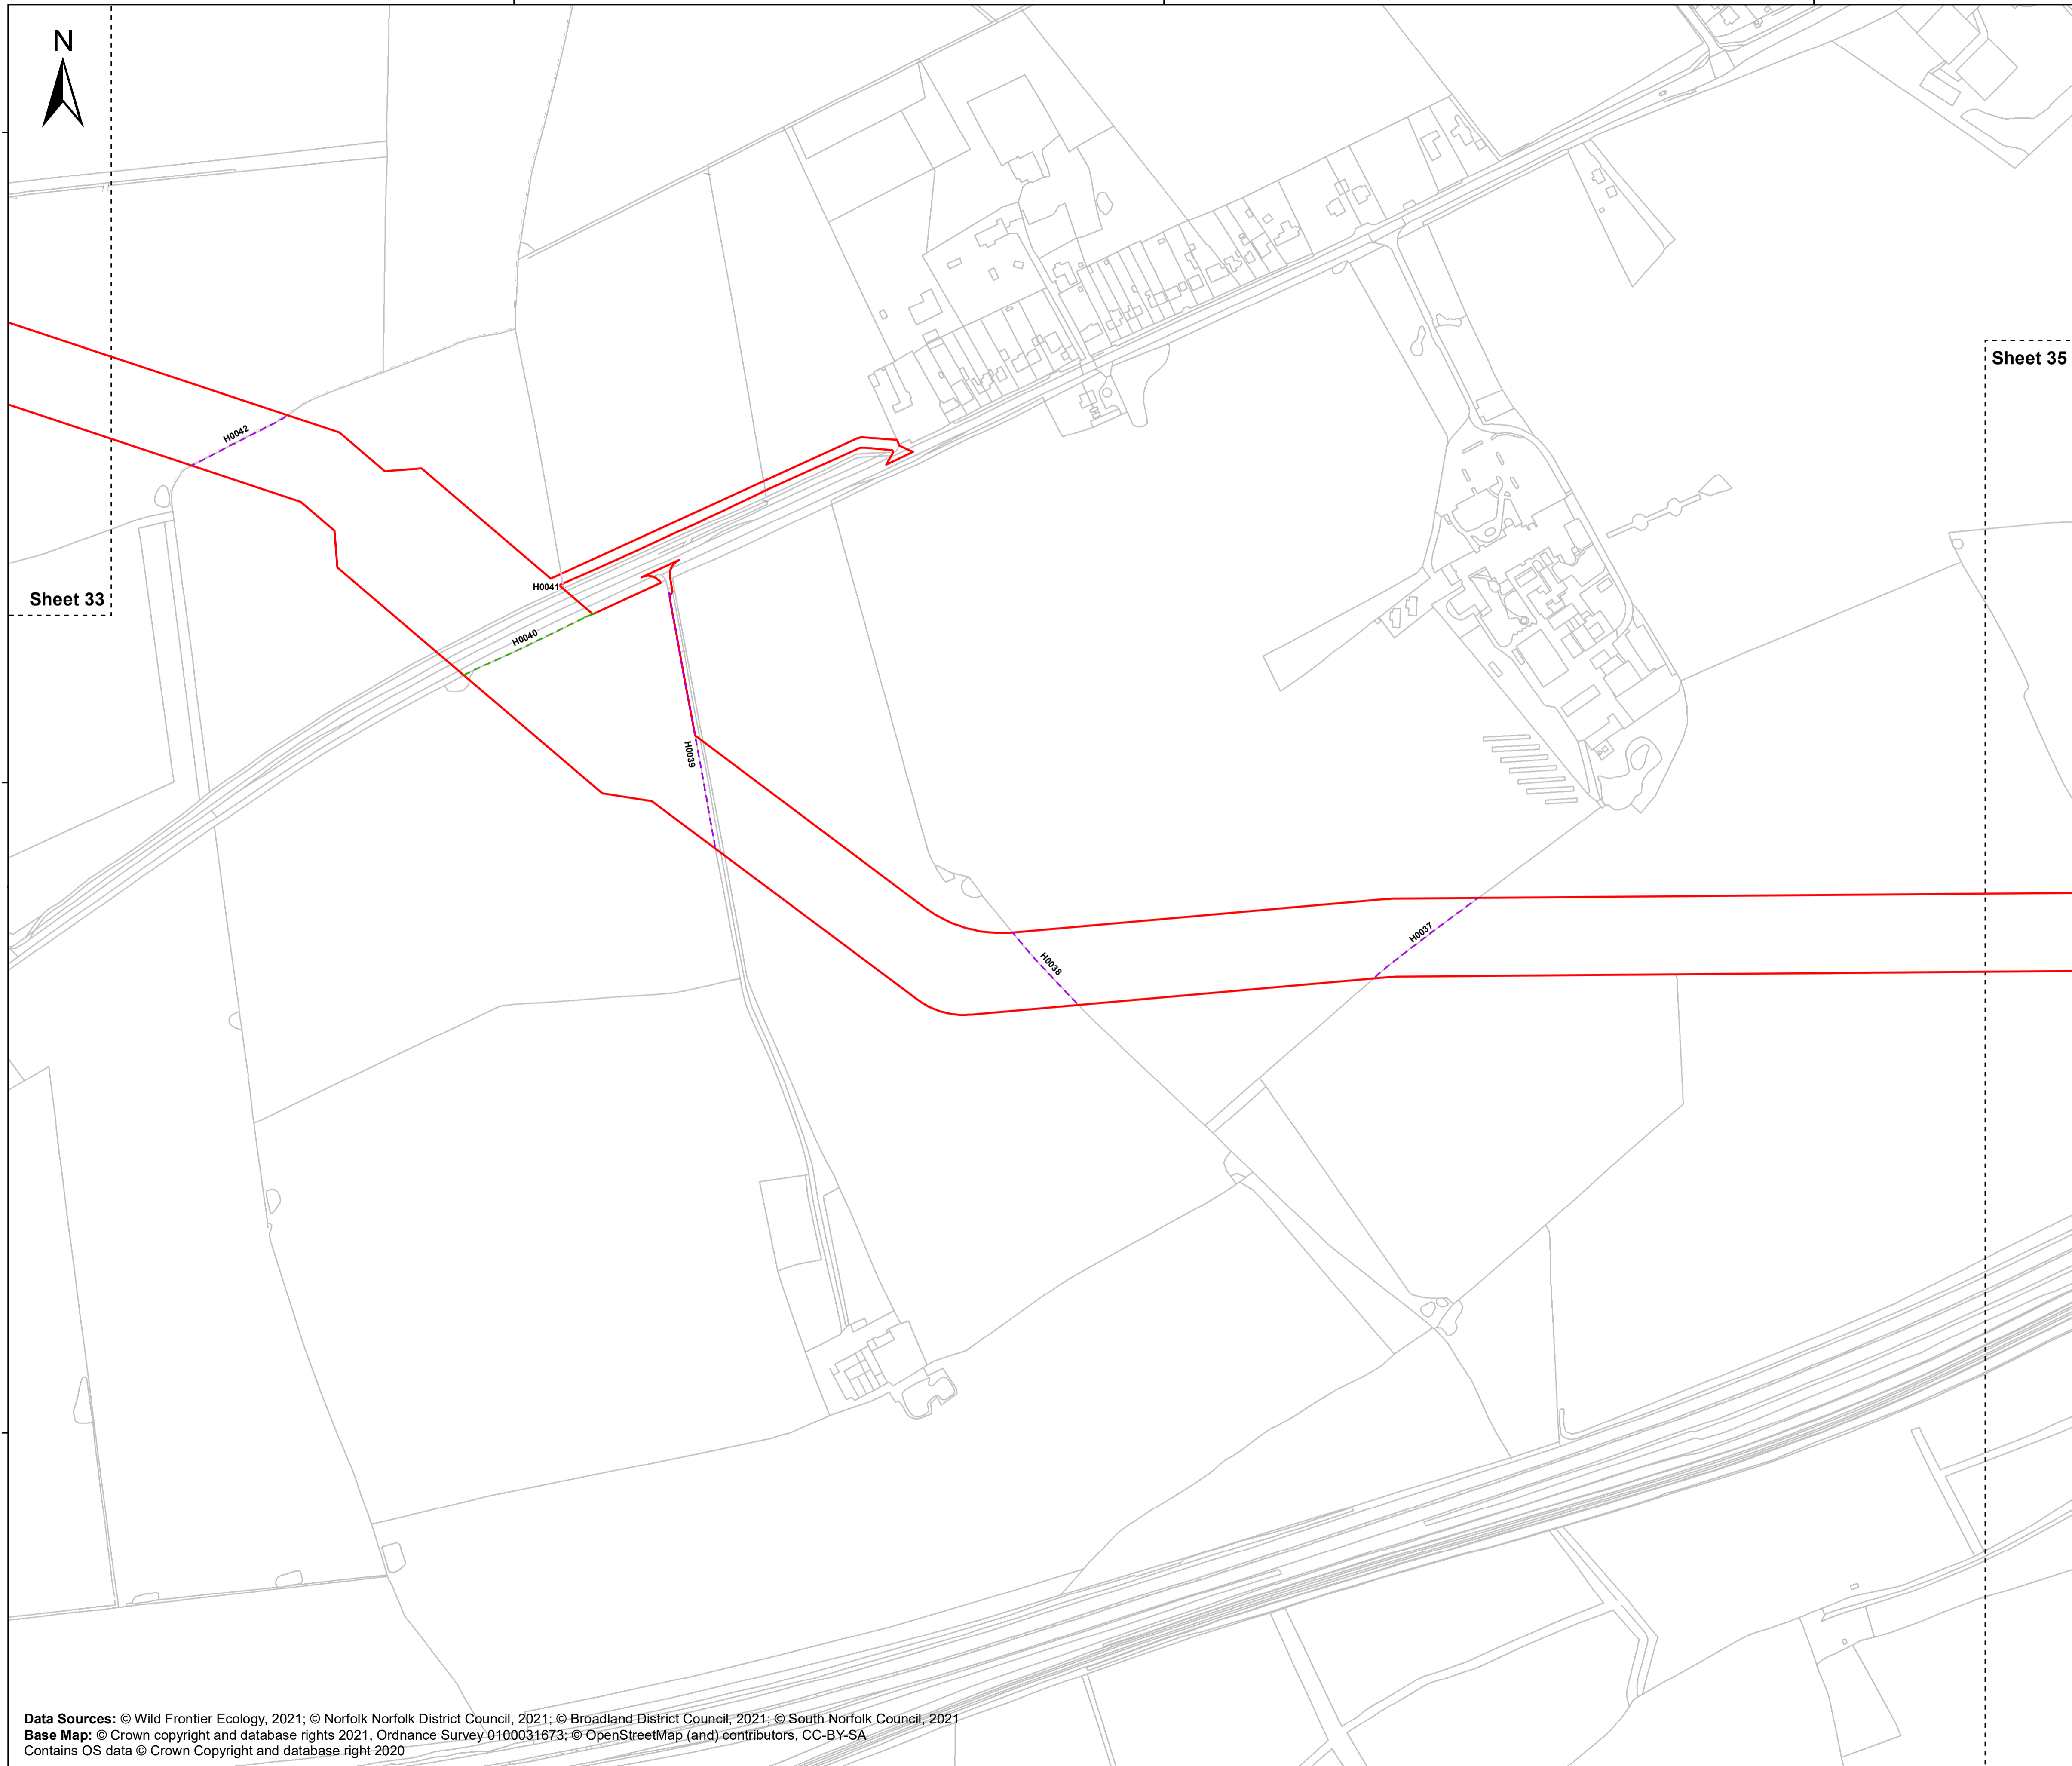 N
Sheet 35
H0042
Sheet 33
H0041
H0040
H0039
H0037
H0038
Data Sources: © Wild Frontier Ecology, 2021; © Norfolk Norfolk District Council, 2021; © Broadland District Council, 2021; © South Norfolk Council, 2021
Base Map: © Crown copyright and database rights 2021, Ordnance Survey 0100031673; © OpenStreetMap (and) contributors, CC-BY-SA
Contains OS data © Crown Copyright and database right 2020